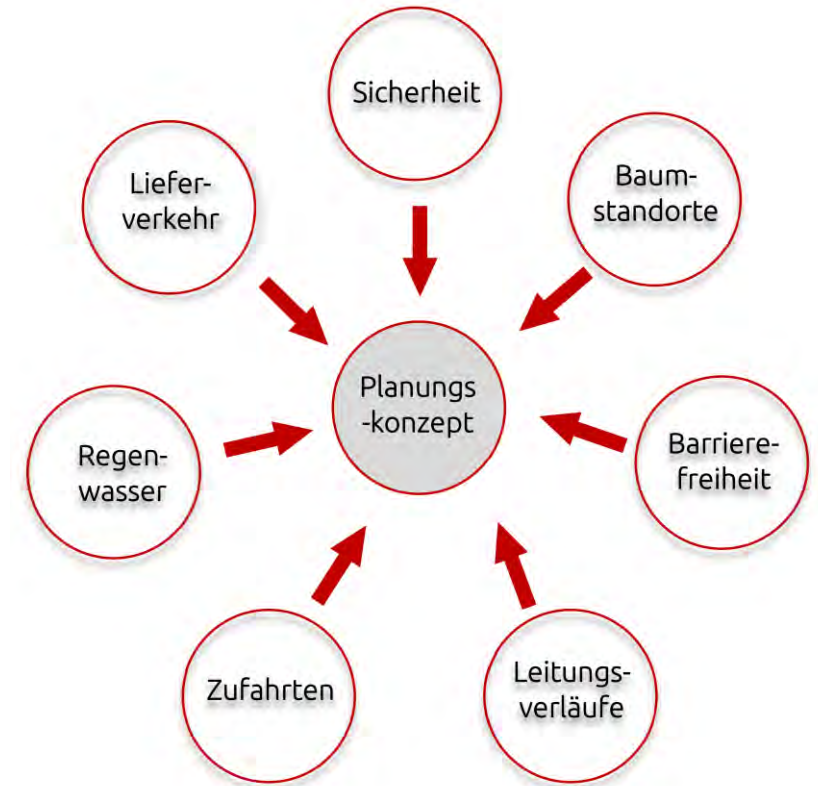 Sicherheit
Baum-
standorte
Liefer-
verkehr
Planungs
-konzept
Barriere-
freiheit
Regen-
wasser
Zufahrten
Leitungs-
verläufe